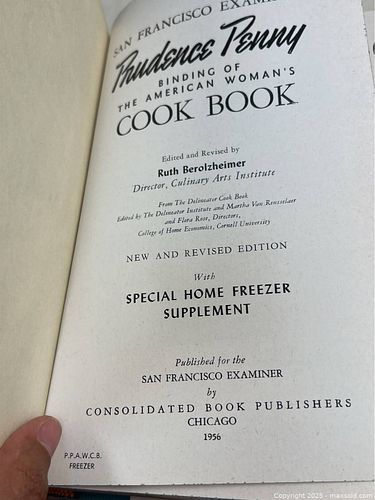 SAN FRANCISCO EXAMINER
Prudence Penny
BINDING OF
THE AMERICAN WOMAN'S
COOK BOOK
Edited and Revised by
Ruth Berolzheimer
Director, Culinary Arts Institute
From The Delineator Cook Book
Edited by The Delineator Institute and Martha Van Rensselaer
and Flora Rose, Directors,
College of Home Economics, Cornell University
NEW AND REVISED EDITION
With
SPECIAL HOME FREEZER
SUPPLEMENT
Published for the
SAN FRANCISCO EXAMINER
by
CONSOLIDATED BOOK PUBLISHERS
CHICAGO
1956
P.P.A.W.C.B.
FREEZER
Copyright 2025 - maxsold.com